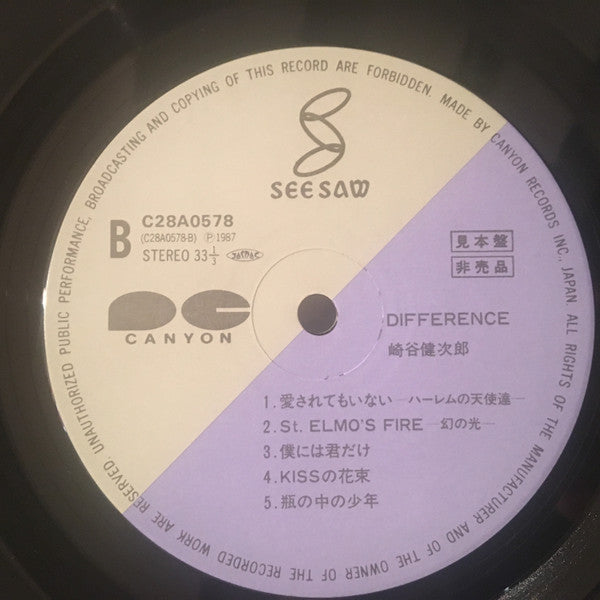 UNAUTHORIZED PUBLIC PERFORMANCE, BROADCASTING AND COPYING OF THIS RECORD ARE FORBIDDEN. MADE BY CANYON RECORDS INC., JAPAN. ALL RIGHTS OF THE MANUFACTURER AND OF THE OWNER OF THE RECORDED WORK ARE RESERVED.
SEE SAW
B
C28A0578
(C28A0578-B) Ⓟ 1987
STEREO 33 1/3 JASRAC
PC
CANYON
見本盤
非売品
DIFFERENCE
崎谷健次郎
1. 愛されてもいない —ハーレムの天使達—
2. St. ELMO'S FIRE —幻の光—
3. 僕には君だけ
4. KISSの花束
5. 瓶の中の少年